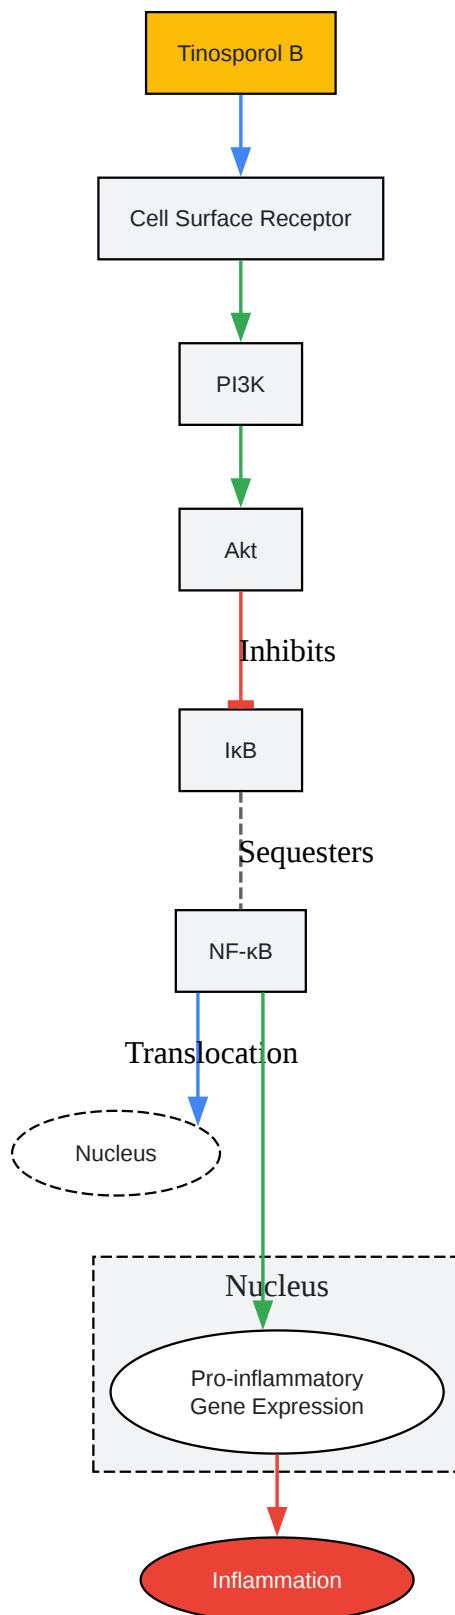 Tinosporol B
Cell Surface Receptor
PI3K
Akt
Inhibits
IκB
Sequesters
NF-κB
Translocation
Nucleus
Nucleus
Pro-inflammatory
Gene Expression
Inflammation